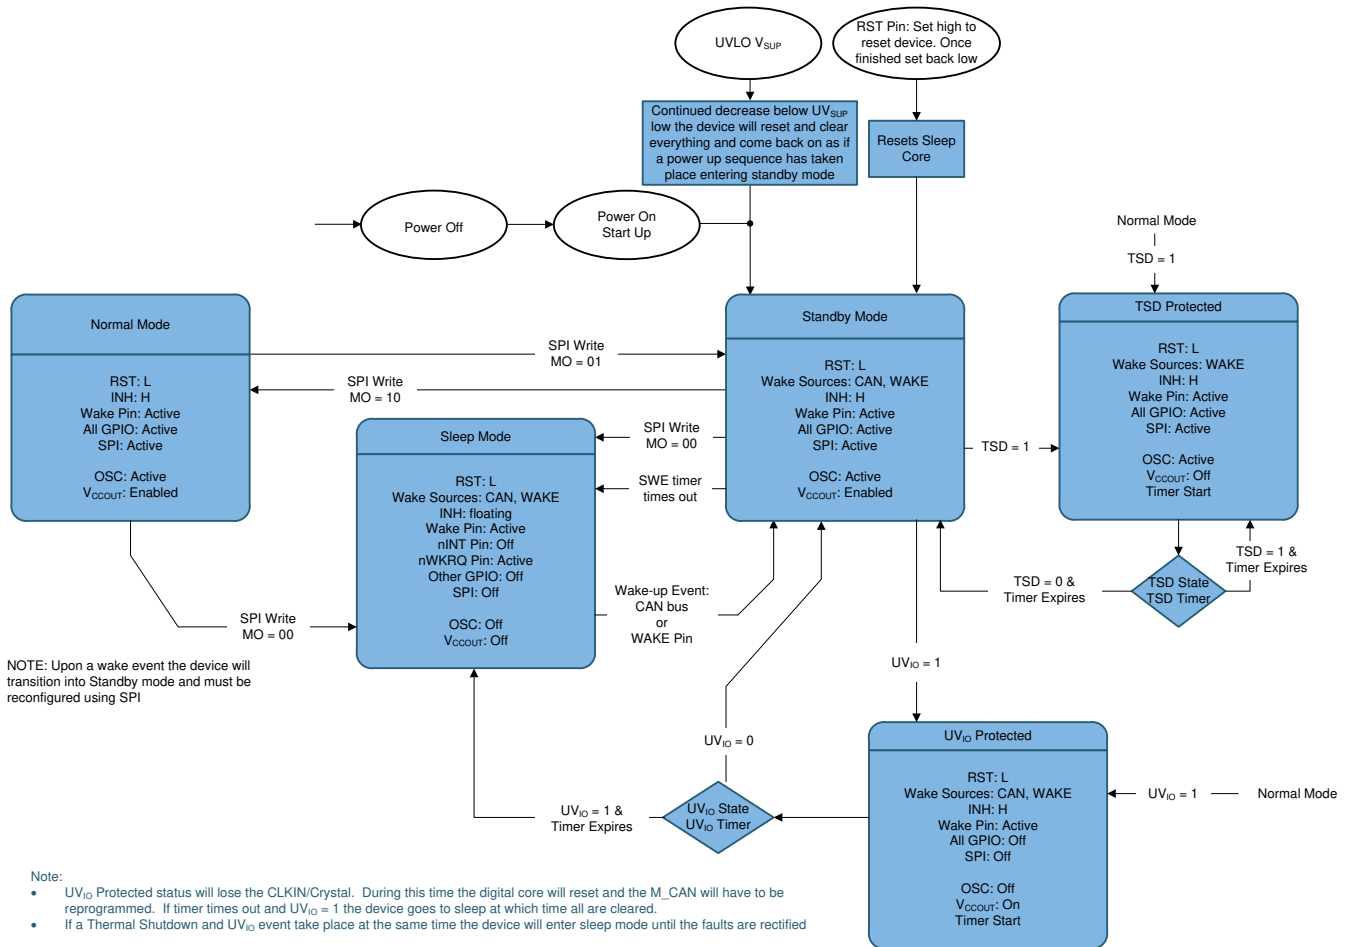 UVLO VSUP
RST Pin: Set high to
reset device. Once
finished set back low
Continued decrease below UVSUP
low the device will reset and clear
everything and come back on as if
a power up sequence has taken
place entering standby mode
Resets Sleep
Core
Power Off
Power On
Start Up
Normal Mode
TSD = 1
Normal Mode
RST: L
INH: H
Wake Pin: Active
All GPIO: Active
SPI: Active
OSC: Active
VCCOUT: Enabled
SPI Write
MO = 01
SPI Write
MO = 10
Standby Mode
RST: L
Wake Sources: CAN, WAKE
INH: H
Wake Pin: Active
All GPIO: Active
SPI: Active
OSC: Active
VCCOUT: Enabled
TSD = 1
TSD Protected
RST: L
Wake Sources: WAKE
INH: H
Wake Pin: Active
All GPIO: Active
SPI: Active
OSC: Active
VCCOUT: Off
Timer Start
SPI Write
MO = 00
SWE timer
times out
Sleep Mode
RST: L
Wake Sources: CAN, WAKE
INH: floating
Wake Pin: Active
nINT Pin: Off
nWKRQ Pin: Active
Other GPIO: Off
SPI: Off
OSC: Off
VCCOUT: Off
TSD = 1 &
Timer Expires
TSD State
TSD Timer
TSD = 0 &
Timer Expires
Wake-up Event:
CAN bus
or
WAKE Pin
SPI Write
MO = 00
NOTE: Upon a wake event the device will
transition into Standby mode and must be
reconfigured using SPI
UVIO = 1
UVIO = 0
UVIO Protected
RST: L
Wake Sources: CAN, WAKE
INH: H
Wake Pin: Active
All GPIO: Off
SPI: Off
OSC: Off
VCCOUT: On
Timer Start
UVIO = 1
Normal Mode
UVIO State
UVIO Timer
UVIO = 1 &
Timer Expires
Note:
• UVIO Protected status will lose the CLKIN/Crystal. During this time the digital core will reset and the M_CAN will have to be
reprogrammed. If timer times out and UVIO = 1 the device goes to sleep at which time all are cleared.
• If a Thermal Shutdown and UVIO event take place at the same time the device will enter sleep mode until the faults are rectified